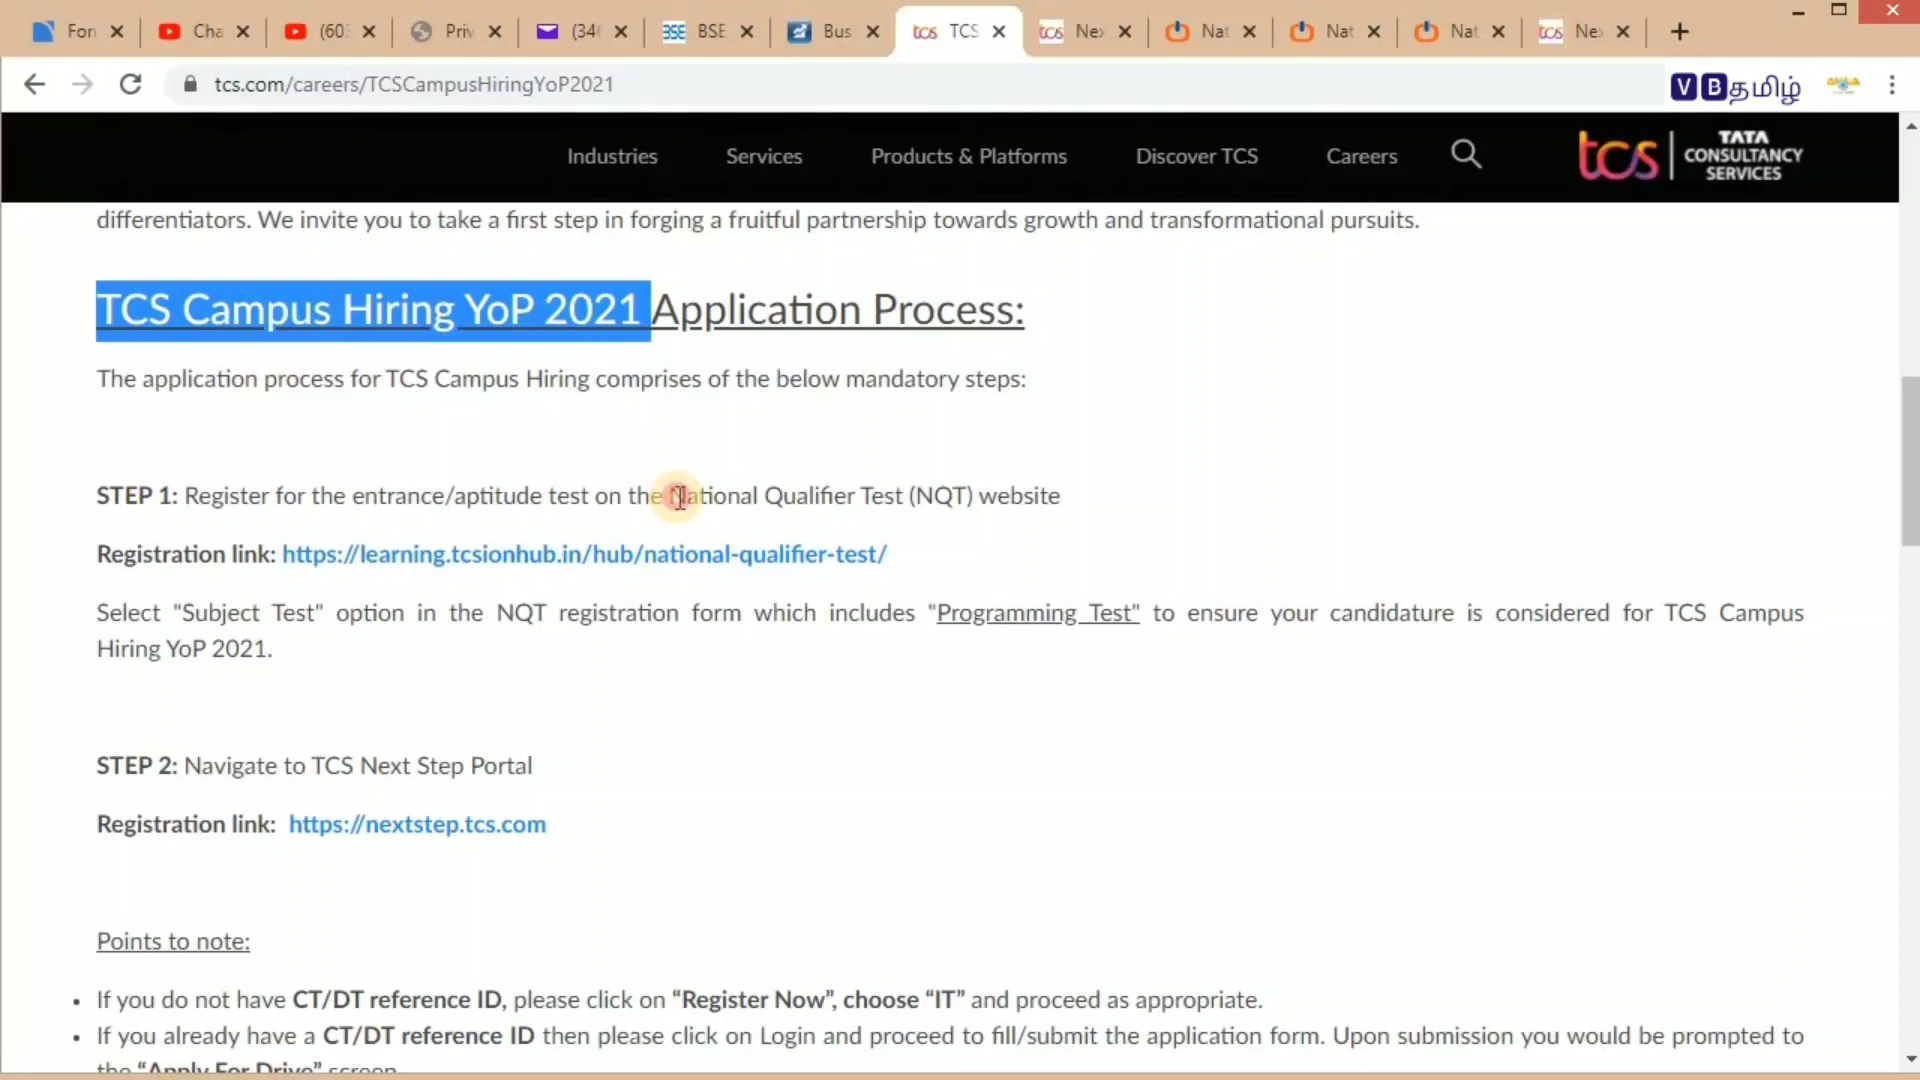 For Cha (60 Priv (34 BSE Bus TCS Nex Nat Nat Nat Nex
tcs.com/careers/TCSCampusHiringYoP2021
VBதமிழ்
Industries Services Products & Platforms Discover TCS Careers
tcs TATA
CONSULTANCY
SERVICES
differentiators. We invite you to take a first step in forging a fruitful partnership towards growth and transformational pursuits.
TCS Campus Hiring YoP 2021 Application Process:
The application process for TCS Campus Hiring comprises of the below mandatory steps:
STEP 1: Register for the entrance/aptitude test on the National Qualifier Test (NQT) website
Registration link: https://learning.tcsionhub.in/hub/national-qualifier-test/
Select "Subject Test" option in the NQT registration form which includes "Programming Test" to ensure your candidature is considered for TCS Campus
Hiring YoP 2021.
STEP 2: Navigate to TCS Next Step Portal
Registration link: https://nextstep.tcs.com
Points to note:
• If you do not have CT/DT reference ID, please click on “Register Now”, choose “IT” and proceed as appropriate.
• If you already have a CT/DT reference ID then please click on Login and proceed to fill/submit the application form. Upon submission you would be prompted to
the “Apply For Drive” screen